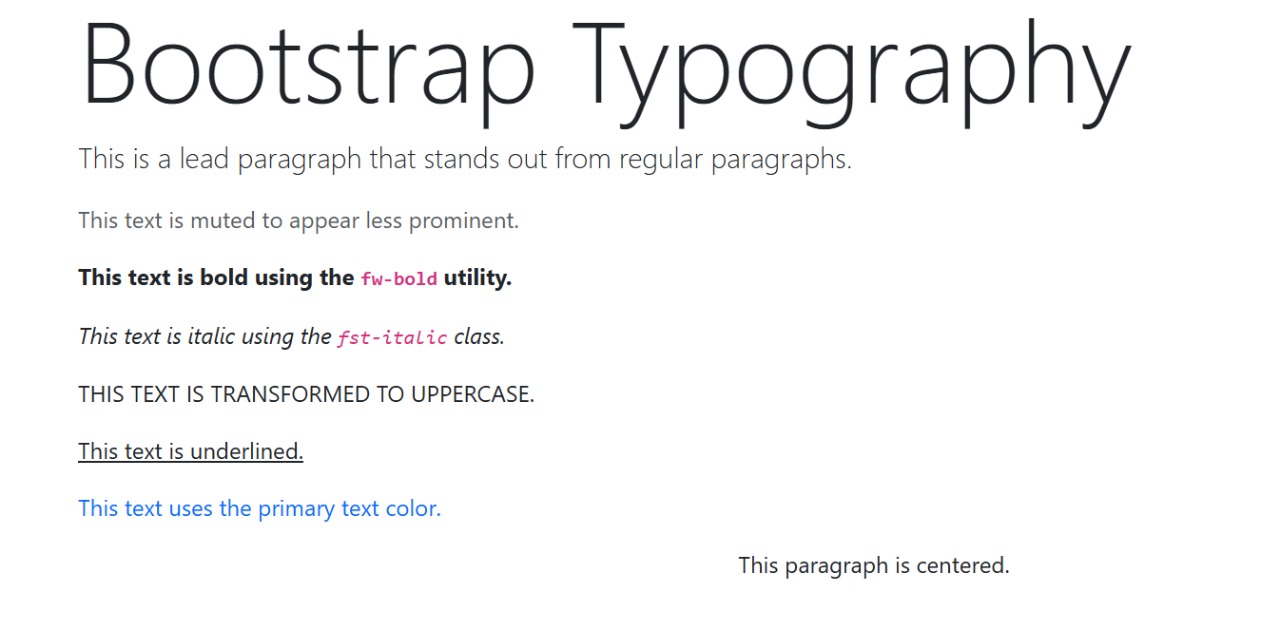 Bootstrap Typography
This is a lead paragraph that stands out from regular paragraphs.
This text is muted to appear less prominent.
This text is bold using the fw-bold utility.
This text is italic using the fst-italic class.
THIS TEXT IS TRANSFORMED TO UPPERCASE.
This text is underlined.
This text uses the primary text color.
This paragraph is centered.